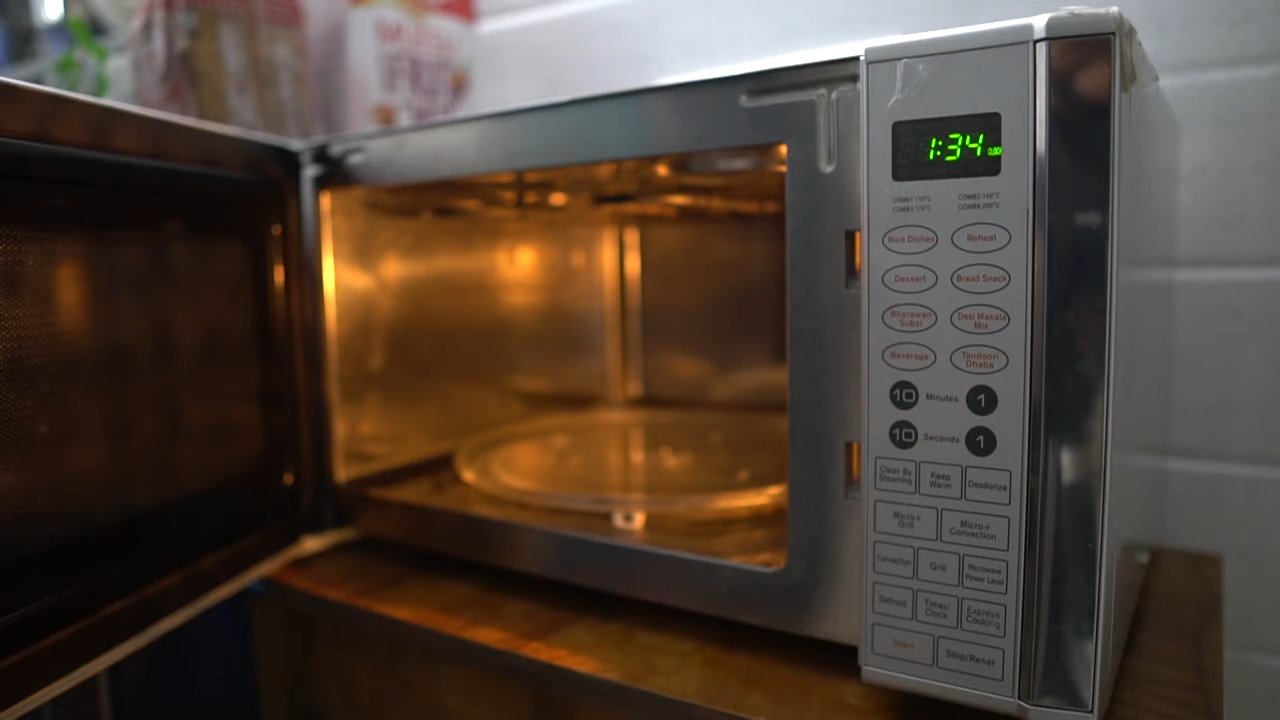 1:34 CLOCK
COMB1:110°C COMB2:140°C
COMB3:170°C COMB4:200°C
Rice Dishes Reheat
Dessert Bread Snack
Bharawan Subzi
Desi Masala Mix
Beverage
Tandoori Dhaba
10 Minutes 1
10 Seconds 1
Clean By Steaming
Keep Warm
Deodorize
Micro+ Grill
Micro+ Convection
Convection
Grill
Microwave Power Level
Defrost
Timer/ Clock
Express Cooking
Start
Stop/Reset